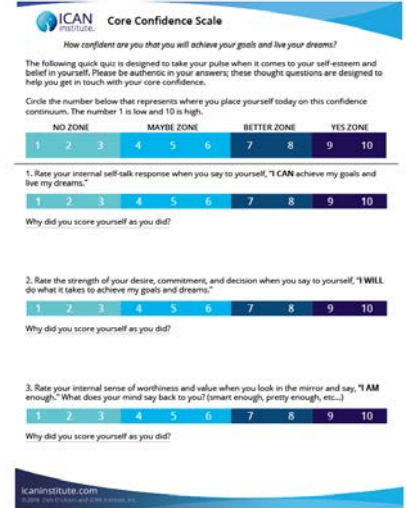 ICAN
institute.
Core Confidence Scale
How confident are you that you will achieve your goals and live your dreams?
The following quick quiz is designed to take your pulse when it comes to your self-esteem and
belief in yourself. Please be authentic in your answers; these thought questions are designed to
help you get in touch with your core confidence.
Circle the number below that represents where you place yourself today on this confidence
continuum. The number 1 is low and 10 is high.
NO ZONE MAYBE ZONE BETTER ZONE YES ZONE
1 2 3 4 5 6 7 8 9 10
1. Rate your internal self-talk response when you say to yourself, "I CAN achieve my goals and
live my dreams."
1 2 3 4 5 6 7 8 9 10
Why did you score yourself as you did?
2. Rate the strength of your desire, commitment, and decision when you say to yourself, "I WILL
do what it takes to achieve my goals and dreams."
1 2 3 4 5 6 7 8 9 10
Why did you score yourself as you did?
3. Rate your internal sense of worthiness and value when you look in the mirror and say, "I AM
enough." What does your mind say back to you? (smart enough, pretty enough, etc...)
1 2 3 4 5 6 7 8 9 10
Why did you score yourself as you did?
icaninstitute.com